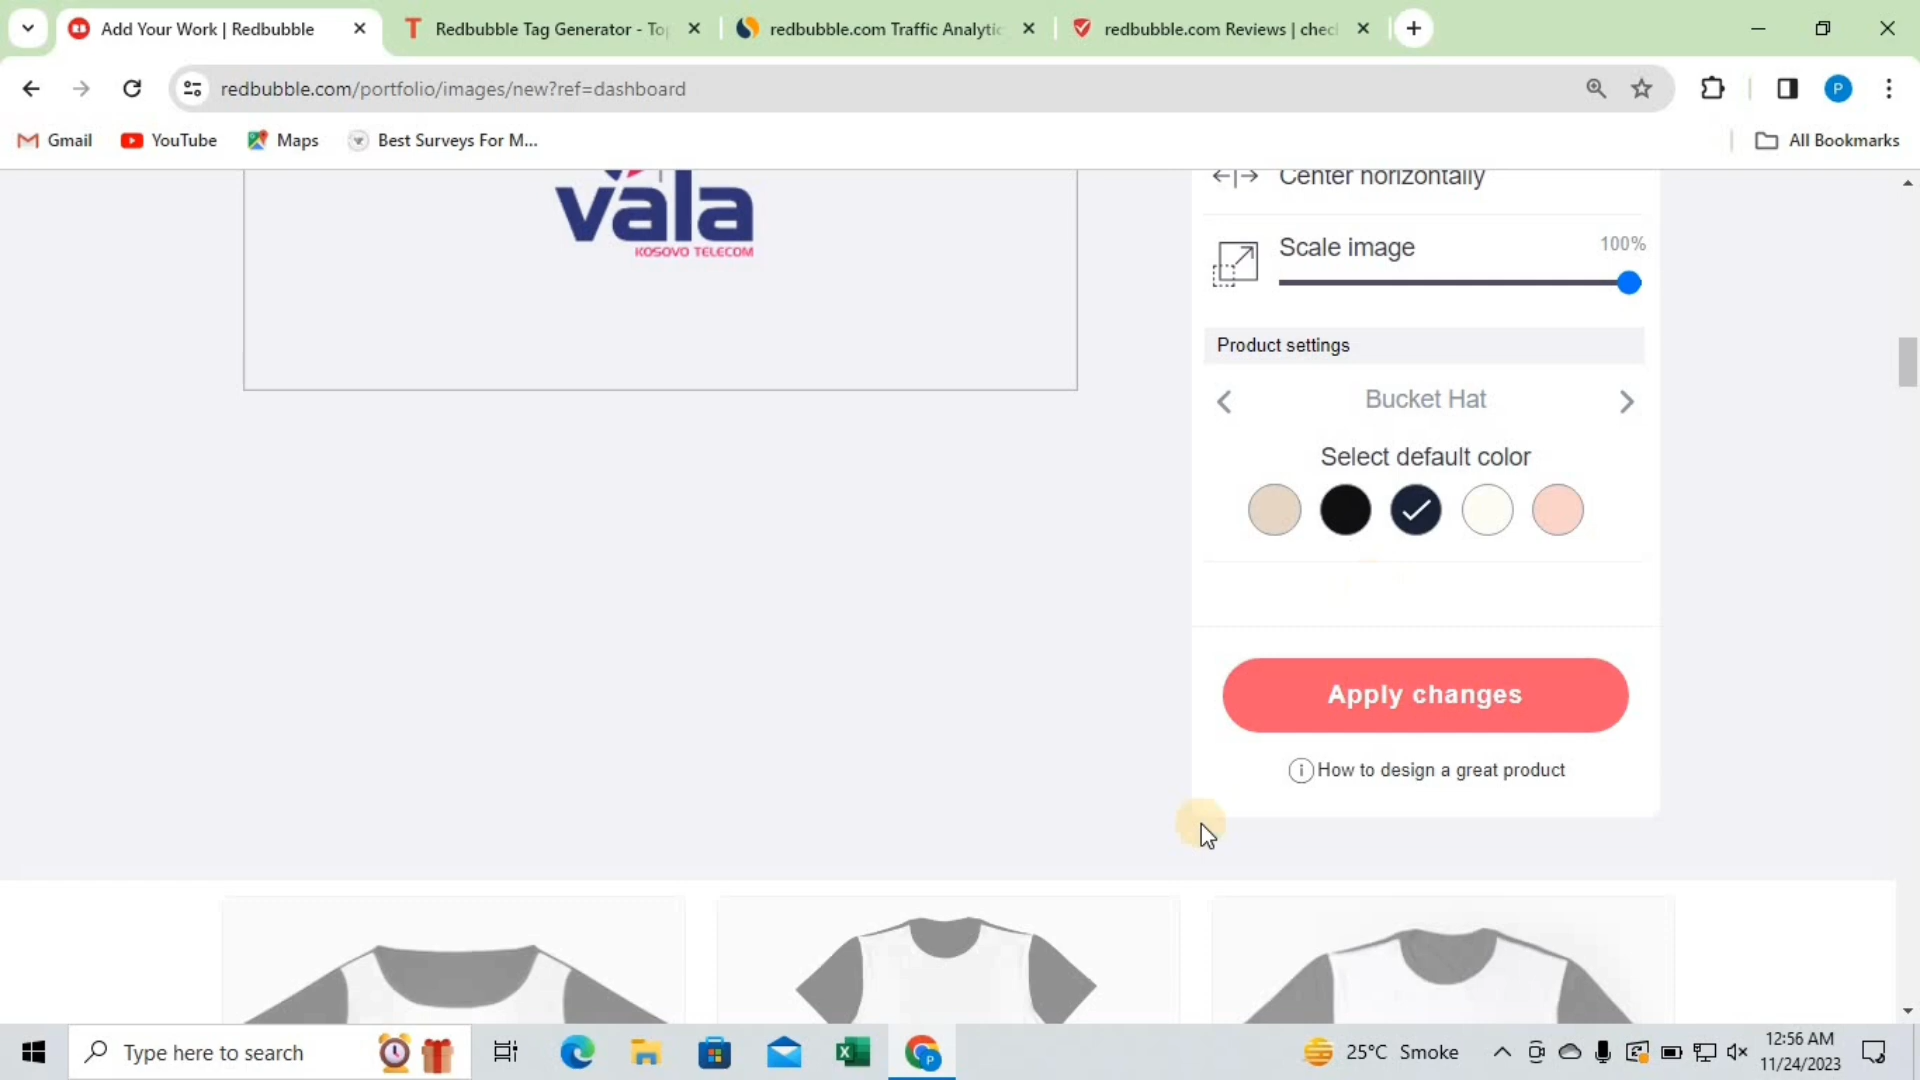 Add Your Work | Redbubble
Redbubble Tag Generator - To
redbubble.com Traffic Analytic
redbubble.com Reviews | chec
redbubble.com/portfolio/images/new?ref=dashboard
P
Gmail
YouTube
Maps
Best Surveys For M...
All Bookmarks
vala
KOSOVO TELECOM
Center horizontally
Scale image
100%
Product settings
Bucket Hat
Select default color
Apply changes
How to design a great product
Type here to search
25°C Smoke
12:56 AM
11/24/2023